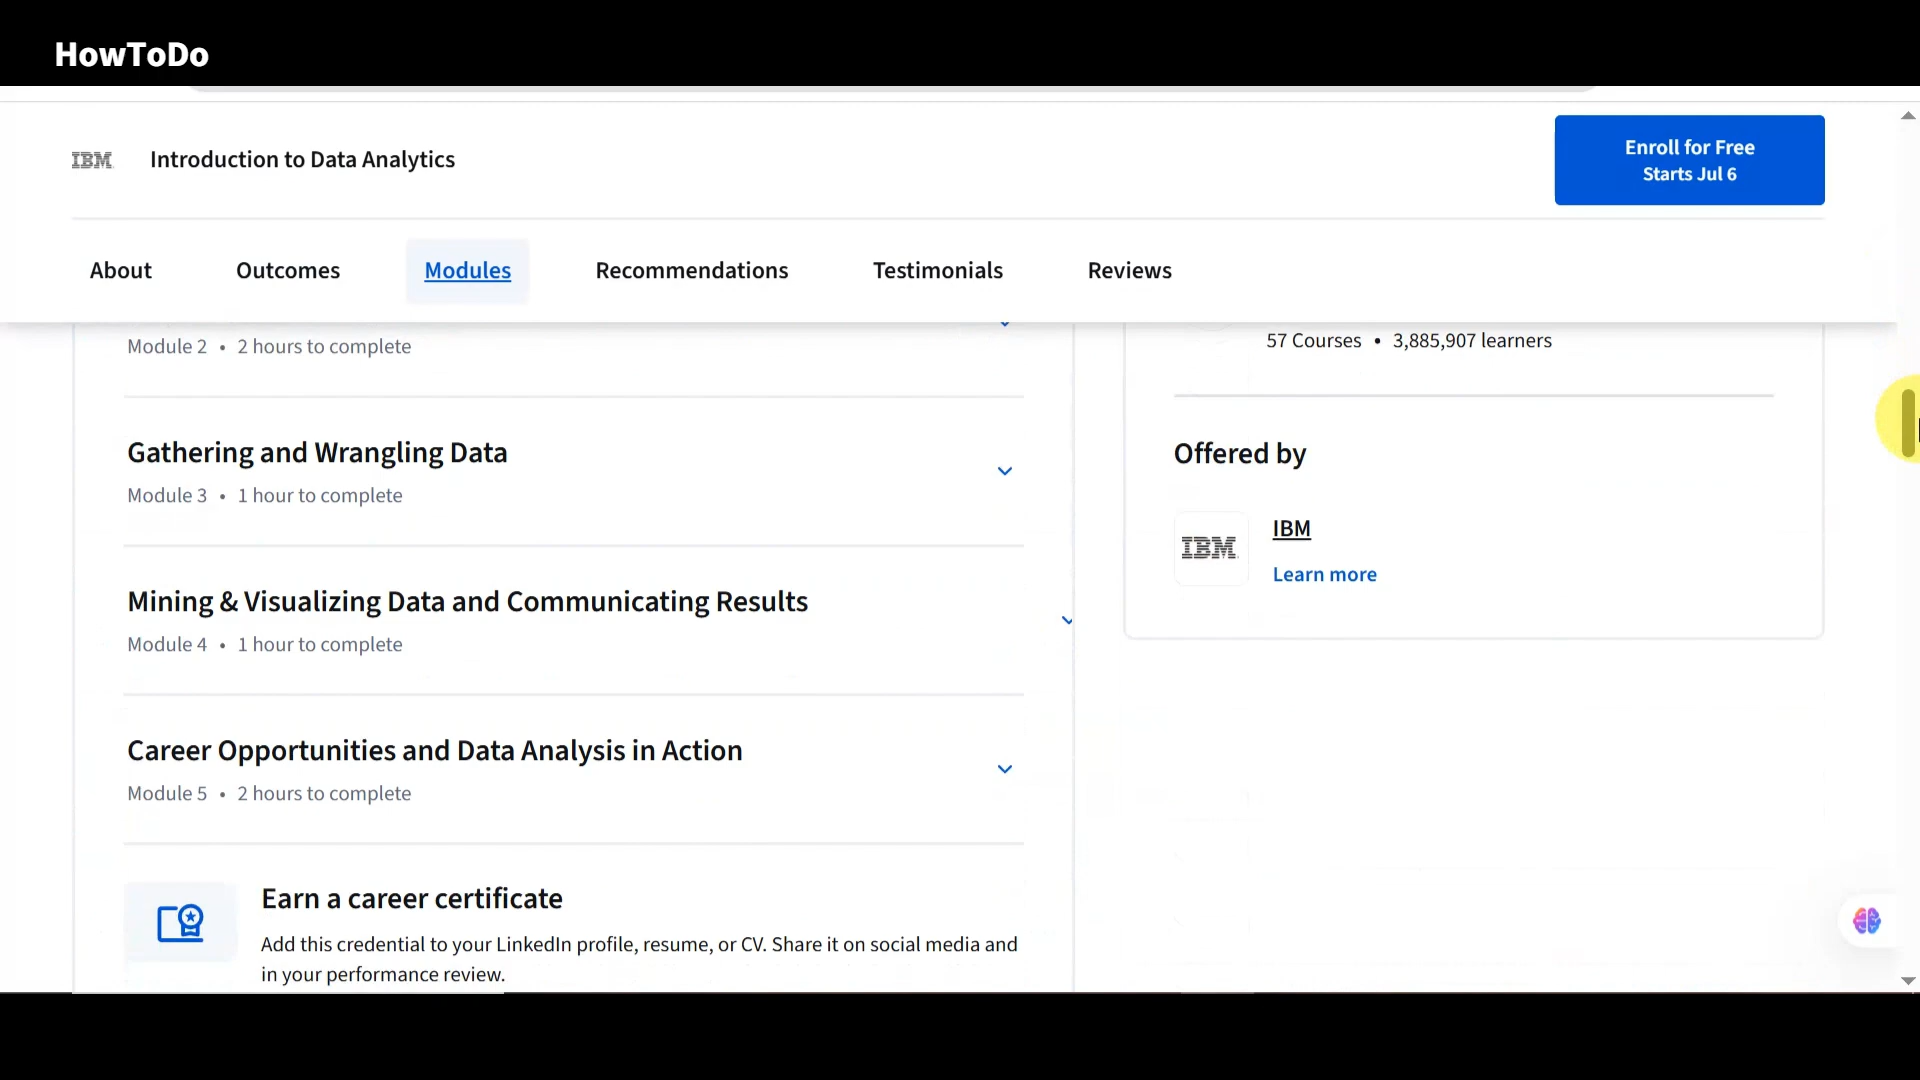 HowToDo
IBM
Introduction to Data Analytics
Enroll for Free
Starts Jul 6
About
Outcomes
Modules
Recommendations
Testimonials
Reviews
Module 2 • 2 hours to complete
Gathering and Wrangling Data
Module 3 • 1 hour to complete
Mining & Visualizing Data and Communicating Results
Module 4 • 1 hour to complete
Career Opportunities and Data Analysis in Action
Module 5 • 2 hours to complete
Earn a career certificate
Add this credential to your LinkedIn profile, resume, or CV. Share it on social media and
in your performance review.
57 Courses • 3,885,907 learners
Offered by
IBM
IBM
Learn more